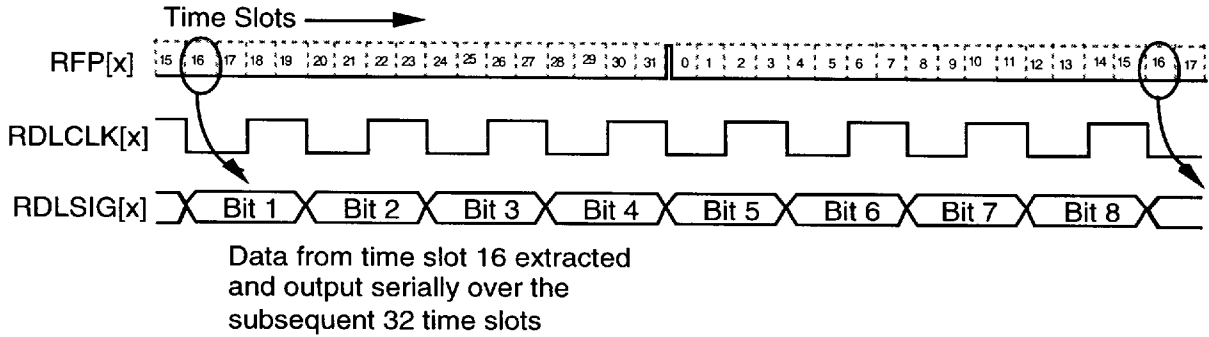 Time Slots
RFP[x] 15 16 17 18 19 20 21 22 23 24 25 26 27 28 29 30 31 0 1 2 3 4 5 6 7 8 9 10 11 12 13 14 15 16 17
RDLCLK[x]
RDLSIG[x] Bit 1 Bit 2 Bit 3 Bit 4 Bit 5 Bit 6 Bit 7 Bit 8
Data from time slot 16 extracted
and output serially over the
subsequent 32 time slots